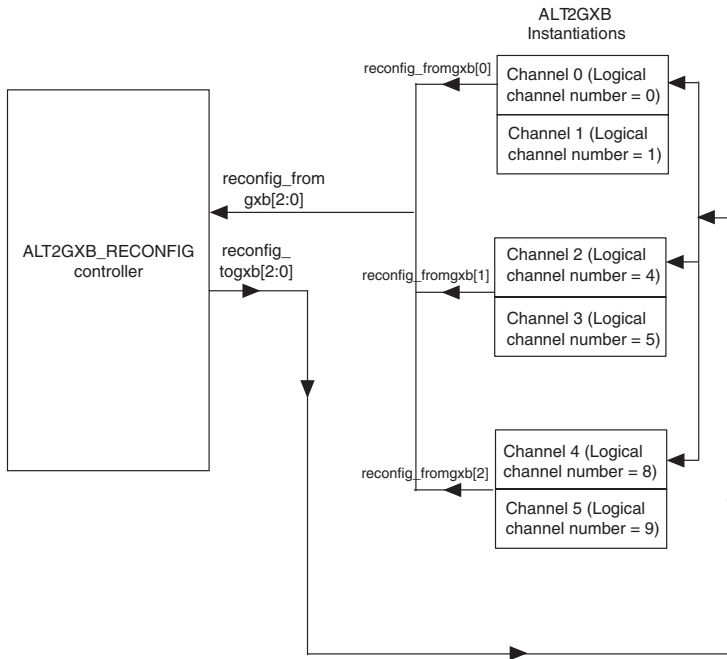 ALT2GXB
Instantiations
reconfig_fromgxb[0]
Channel 0 (Logical
channel number = 0)
Channel 1 (Logical
channel number = 1)
reconfig_from
gxb[2:0]
ALT2GXB_RECONFIG
controller
reconfig_
togxb[2:0]
reconfig_fromgxb[1]
Channel 2 (Logical
channel number = 4)
Channel 3 (Logical
channel number = 5)
reconfig_fromgxb[2]
Channel 4 (Logical
channel number = 8)
Channel 5 (Logical
channel number = 9)